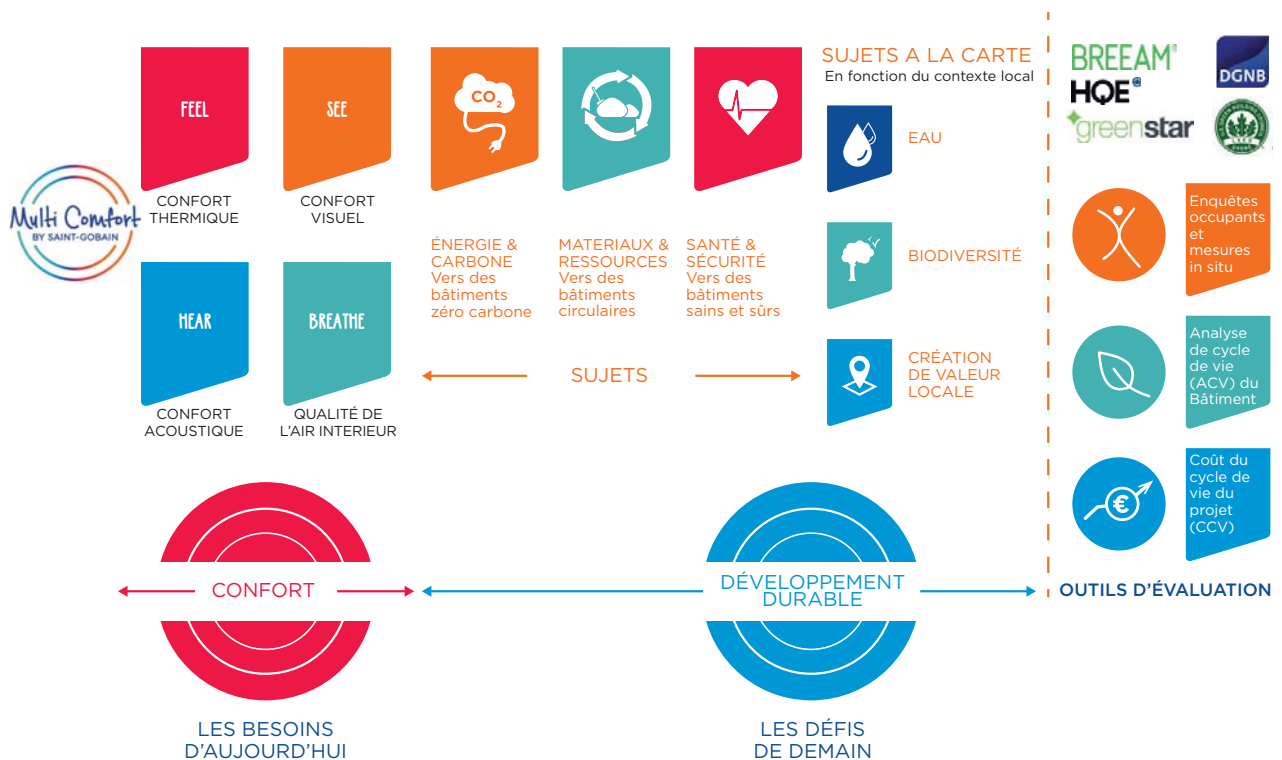 Multi Comfort
BY SAINT-GOBAIN
FEEL
CONFORT
THERMIQUE
SEE
CONFORT
VISUEL
HEAR
CONFORT
ACOUSTIQUE
BREATHE
QUALITÉ DE
L'AIR INTERIEUR
CO2
ÉNERGIE &
CARBONE
Vers des
bâtiments
zéro carbone
MATERIAUX &
RESSOURCES
Vers des
bâtiments
circulaires
SANTÉ &
SÉCURITÉ
Vers des
bâtiments
sains et sûrs
SUJETS
SUJETS A LA CARTE
En fonction du contexte local
EAU
BIODIVERSITÉ
CRÉATION
DE VALEUR
LOCALE
BREEAM®
HQE
DGNB
greenstar
Enquêtes
occupants
et
mesures
in situ
Analyse
de cycle
de vie
(ACV) du
Bâtiment
€
Coût du
cycle de
vie du
projet
(CCV)
OUTILS D'ÉVALUATION
CONFORT
LES BESOINS
D'AUJOURD'HUI
DÉVELOPPEMENT
DURABLE
LES DÉFIS
DE DEMAIN